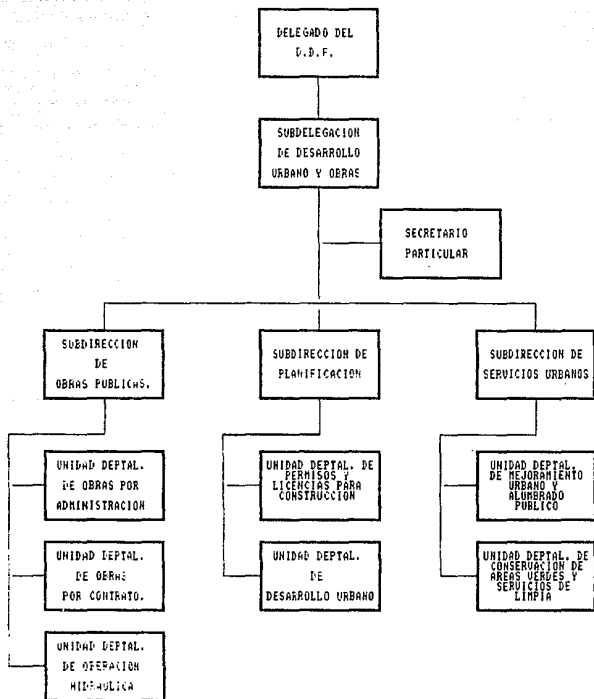 DELEGADO DEL
D.D.F.
SUBDELEGACION
DE DESARROLLO
URBANO Y OBRAS
SECRETARIO
PARTICULAR
SUBDIRECCION
DE
OBRAS PUBLICAS.
SUBDIRECCION DE
PLANIFICACION
SUBDIRECCION DE
SERVICIOS URBANOS
UNIDAD DEPTAL.
DE OBRAS POR
ADMINISTRACION
UNIDAD DEPTAL. DE
PERMISOS Y
LICENCIAS PARA
CONSTRUCCION
UNIDAD DEPTAL.
DE MEJORAMIENTO
URBANO Y
ALUMBRADO
PUBLICO
UNIDAD DEPTAL.
DE OBRAS
POR CONTRATO.
UNIDAD DEPTAL.
DE
DESARROLLO URBANO
UNIDAD DEPTAL. DE
CONSERVACION DE
AREAS VERDES Y
SERVICIOS DE
LIMPIA
UNIDAD DEPTAL.
DE OPERACION
HIDRAULICA